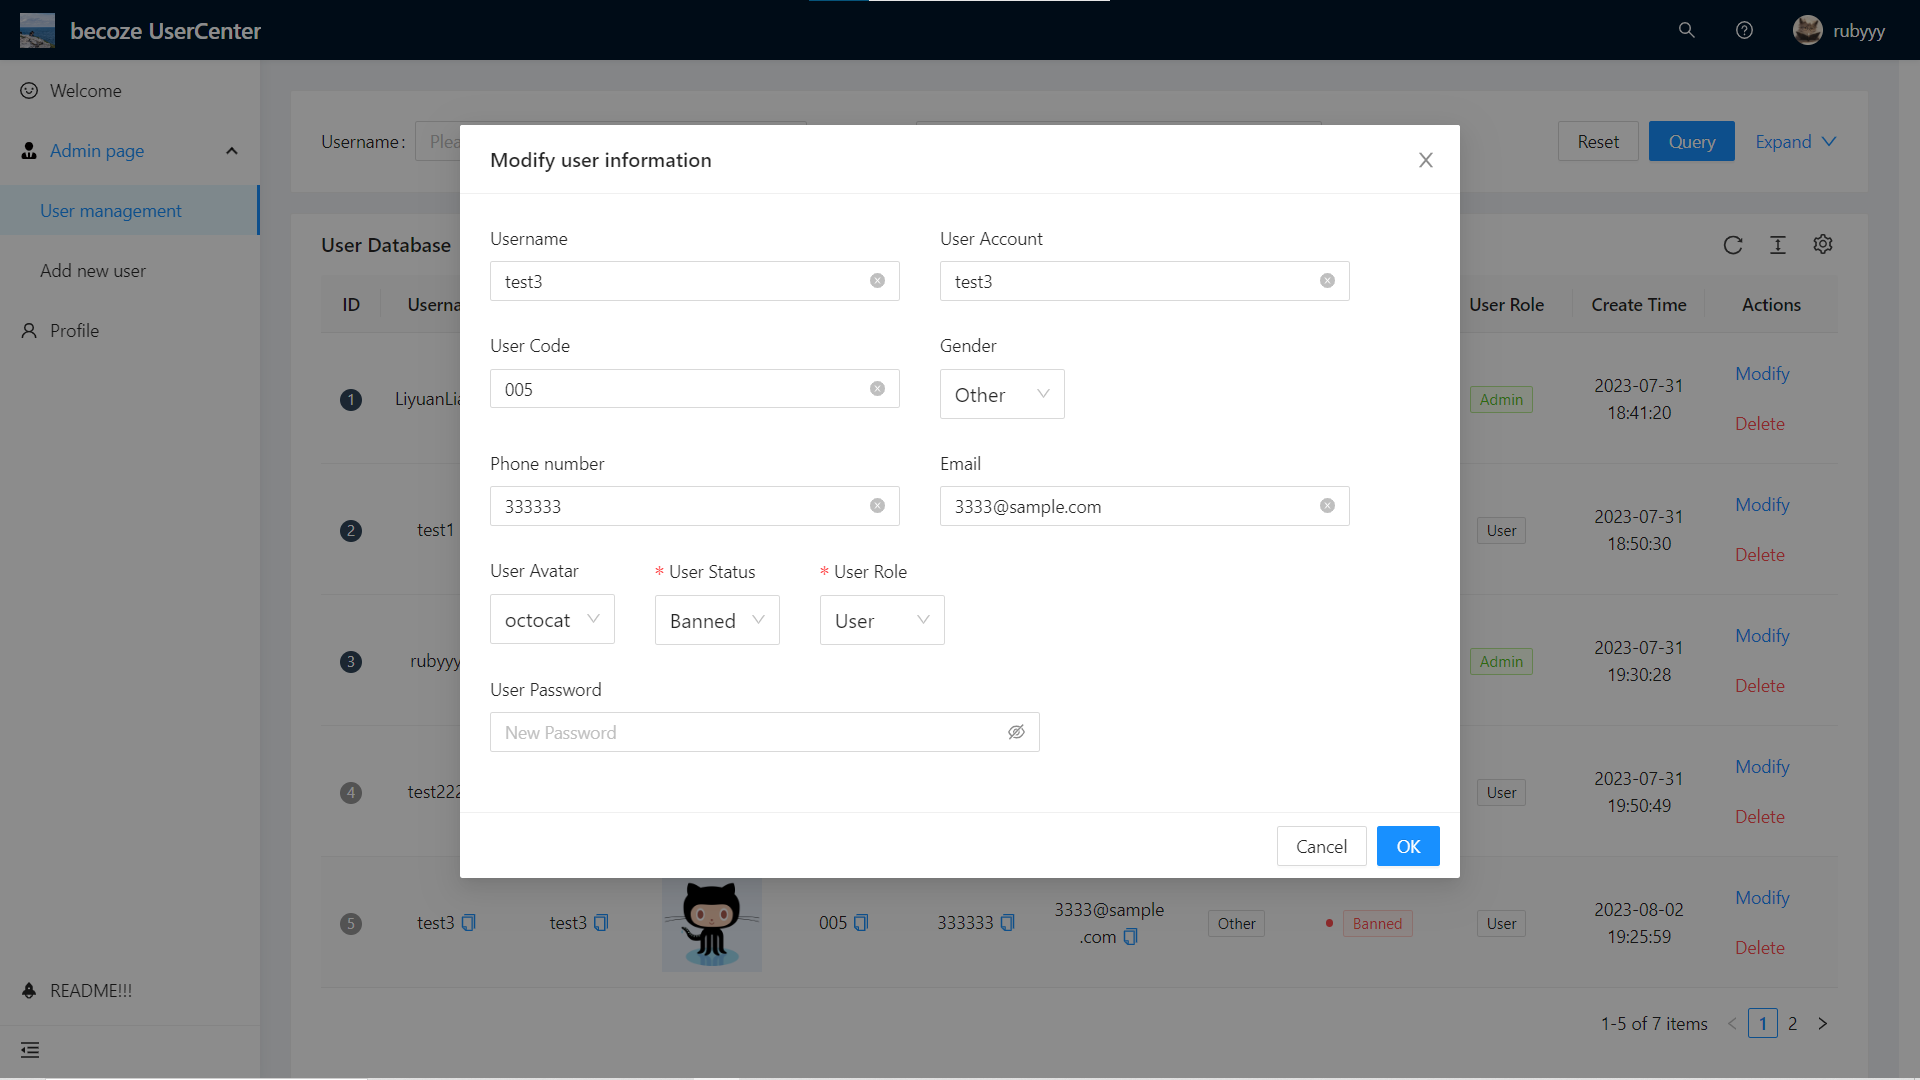 becoze UserCenter
rubyyy
Welcome
Admin page
User management
Add new user
Profile
README!!!
Username :
Plea
Reset
Query
Expand
User Database
ID
Userna
User Role
Create Time
Actions
1
LiyuanLia
Admin
2023-07-31
18:41:20
Modify
Delete
2
test1
User
2023-07-31
18:50:30
Modify
Delete
3
rubyyy
Admin
2023-07-31
19:30:28
Modify
Delete
4
test222
User
2023-07-31
19:50:49
Modify
Delete
5
test3
test3
005
333333
3333@sample
.com
Other
Banned
User
2023-08-02
19:25:59
Modify
Delete
1-5 of 7 items
1
2
Modify user information
Username
User Account
test3
test3
User Code
Gender
005
Other
Phone number
Email
333333
3333@sample.com
User Avatar
* User Status
* User Role
octocat
Banned
User
User Password
New Password
Cancel
OK